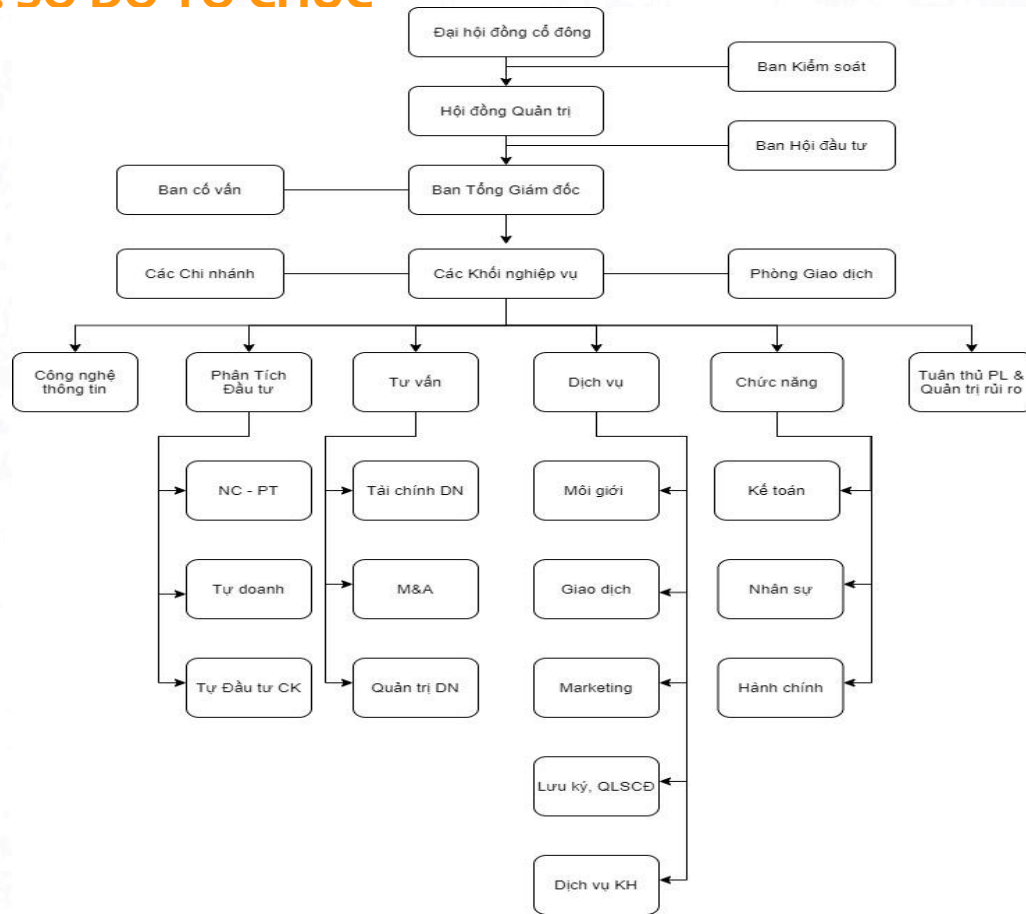 SƠ ĐỒ TỔ CHỨC
Đại hội đồng cổ đông
Ban Kiểm soát
Hội đồng Quản trị
Ban Hội đầu tư
Ban cố vấn
Ban Tổng Giám đốc
Các Chi nhánh
Các Khối nghiệp vụ
Phòng Giao dịch
Công nghệ
thông tin
Phân Tích
Đầu tư
Tư vấn
Dịch vụ
Chức năng
Tuân thủ PL &
Quản trị rủi ro
NC - PT
Tài chính DN
Môi giới
Kế toán
Tự doanh
M&A
Giao dịch
Nhân sự
Tự Đầu tư CK
Quản trị DN
Marketing
Hành chính
Lưu ký, QLSCĐ
Dịch vụ KH